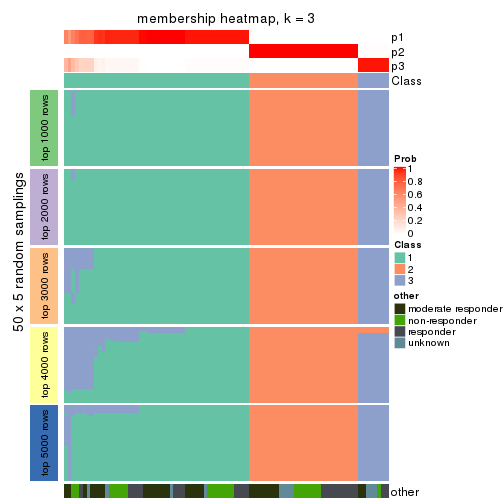 membership heatmap, k = 3
p1
p2
p3
Class
50 x 5 random samplings
top 1000 rows
top 2000 rows
top 3000 rows
top 4000 rows
top 5000 rows
other
Prob
1
0.8
0.6
0.4
0.2
0
Class
1
2
3
other
moderate responder
non-responder
responder
unknown